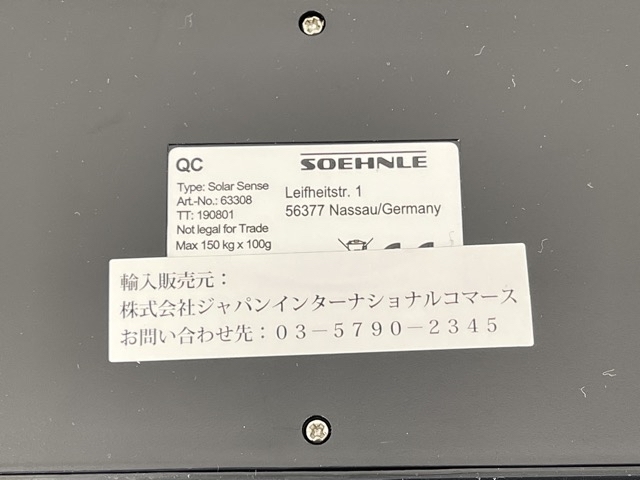 QC
SOEHNLE
Type: Solar Sense
Art.-No.: 63308
TT: 190801
Not legal for Trade
Max 150 kg x 100g
Leifheitstr. 1
56377 Nassau/Germany
CE
輸入販売元：
株式会社ジャパンインターナショナルコマース
お問い合わせ先：０３−５７９０−２３４５